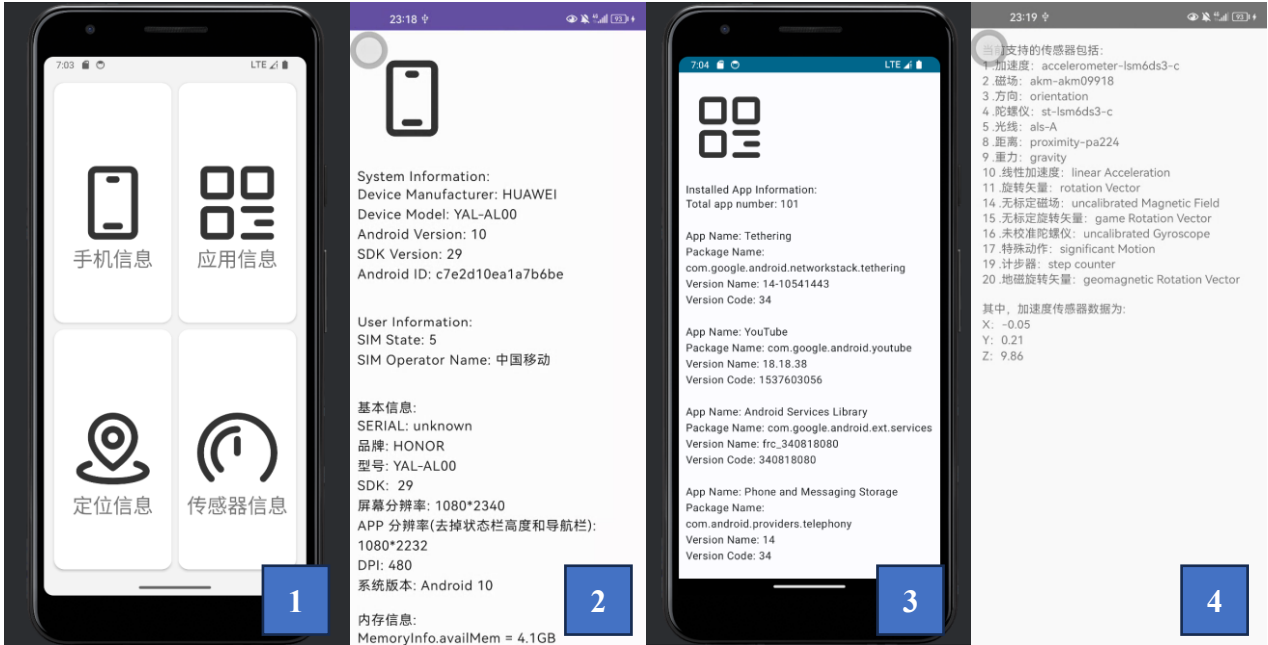 7:03
LTE
手机信息
应用信息
定位信息
传感器信息
1
23:18
93
System Information:
Device Manufacturer: HUAWEI
Device Model: YAL-AL00
Android Version: 10
SDK Version: 29
Android ID: c7e2d10ea1a7b6be
User Information:
SIM State: 5
SIM Operator Name: 中国移动
基本信息:
SERIAL: unknown
品牌: HONOR
型号: YAL-AL00
SDK: 29
屏幕分辨率: 1080*2340
APP 分辨率(去掉状态栏高度和导航栏):
1080*2232
DPI: 480
系统版本: Android 10
内存信息:
MemoryInfo.availMem = 4.1GB
2
7:04
LTE
Installed App Information:
Total app number: 101
App Name: Tethering
Package Name:
com.google.android.networkstack.tethering
Version Name: 14-10541443
Version Code: 34
App Name: YouTube
Package Name: com.google.android.youtube
Version Name: 18.18.38
Version Code: 1537603056
App Name: Android Services Library
Package Name: com.google.android.ext.services
Version Name: frc_340818080
Version Code: 340818080
App Name: Phone and Messaging Storage
Package Name:
com.android.providers.telephony
Version Name: 14
Version Code: 34
3
23:19
93
当前支持的传感器包括:
1 .加速度: accelerometer-lsm6ds3-c
2 .磁场: akm-akm09918
3 .方向: orientation
4 .陀螺仪: st-lsm6ds3-c
5 .光线: als-A
8 .距离: proximity-pa224
9 .重力: gravity
10 .线性加速度: linear Acceleration
11 .旋转矢量: rotation Vector
14 .无标定磁场: uncalibrated Magnetic Field
15 .无标定旋转矢量: game Rotation Vector
16 .未校准陀螺仪: uncalibrated Gyroscope
17 .特殊动作: significant Motion
19 .计步器: step counter
20 .地磁旋转矢量: geomagnetic Rotation Vector
其中，加速度传感器数据为:
X: -0.05
Y: 0.21
Z: 9.86
4